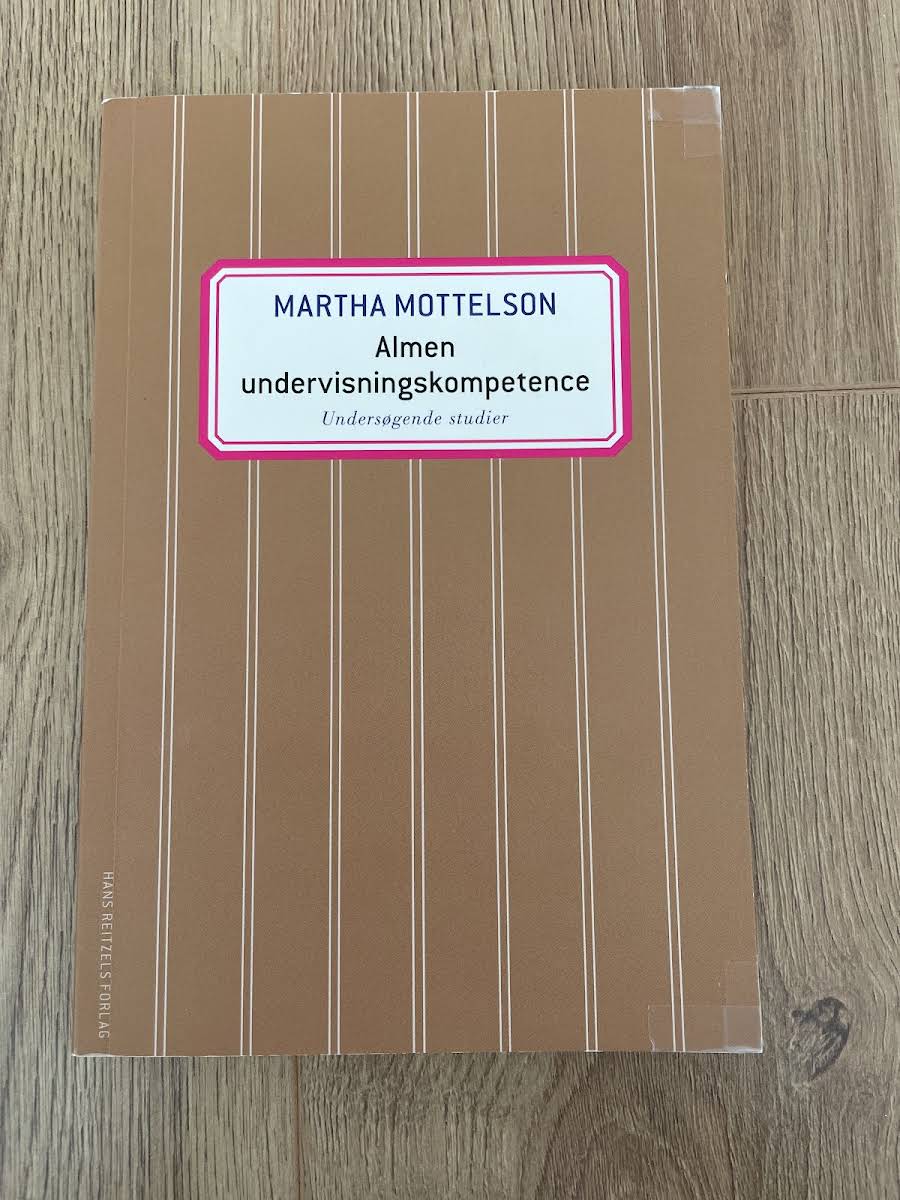 MARTHA MOTTELSON
Almen
undervisningskompetence
Undersøgende studier
HANS REITZELS FORLAG